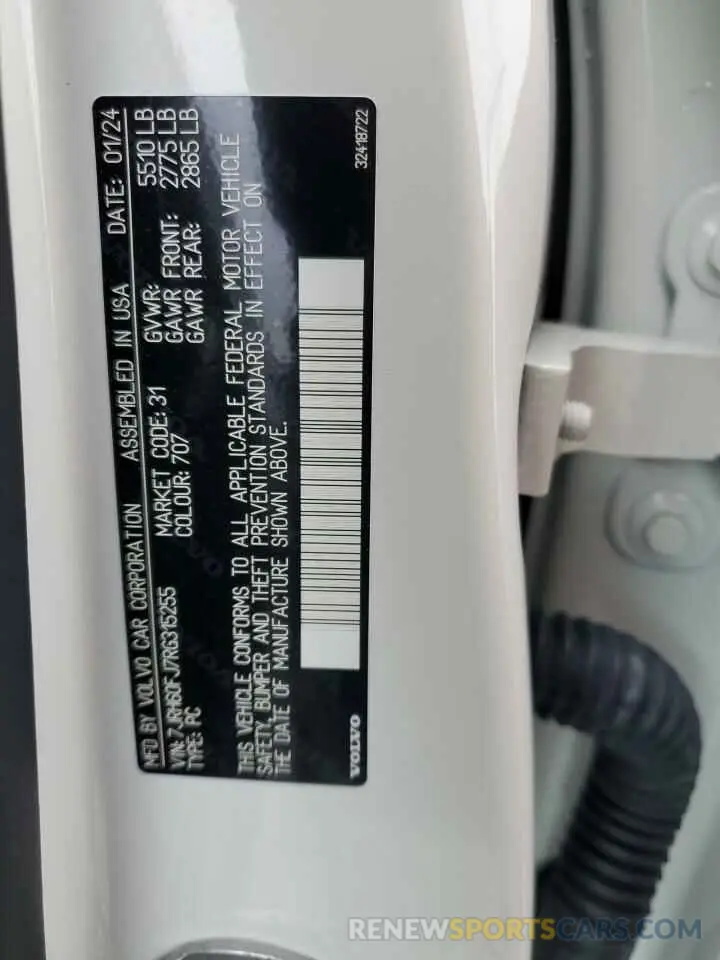 MFD BY VOLVO CAR CORPORATION ASSEMBLED IN USA DATE: 01/24
VIN: 7JRH60FJ7RG315255 MARKET CODE: 31 GVWR: 5510 LB
TYPE: PC COLOUR: 707 GAWR FRONT: 2775 LB
GAWR REAR: 2865 LB
THIS VEHICLE CONFORMS TO ALL APPLICABLE FEDERAL MOTOR VEHICLE
SAFETY, BUMPER AND THEFT PREVENTION STANDARDS IN EFFECT ON
THE DATE OF MANUFACTURE SHOWN ABOVE.
VOLVO 32418722
RENEWSPORTSCARS.COM